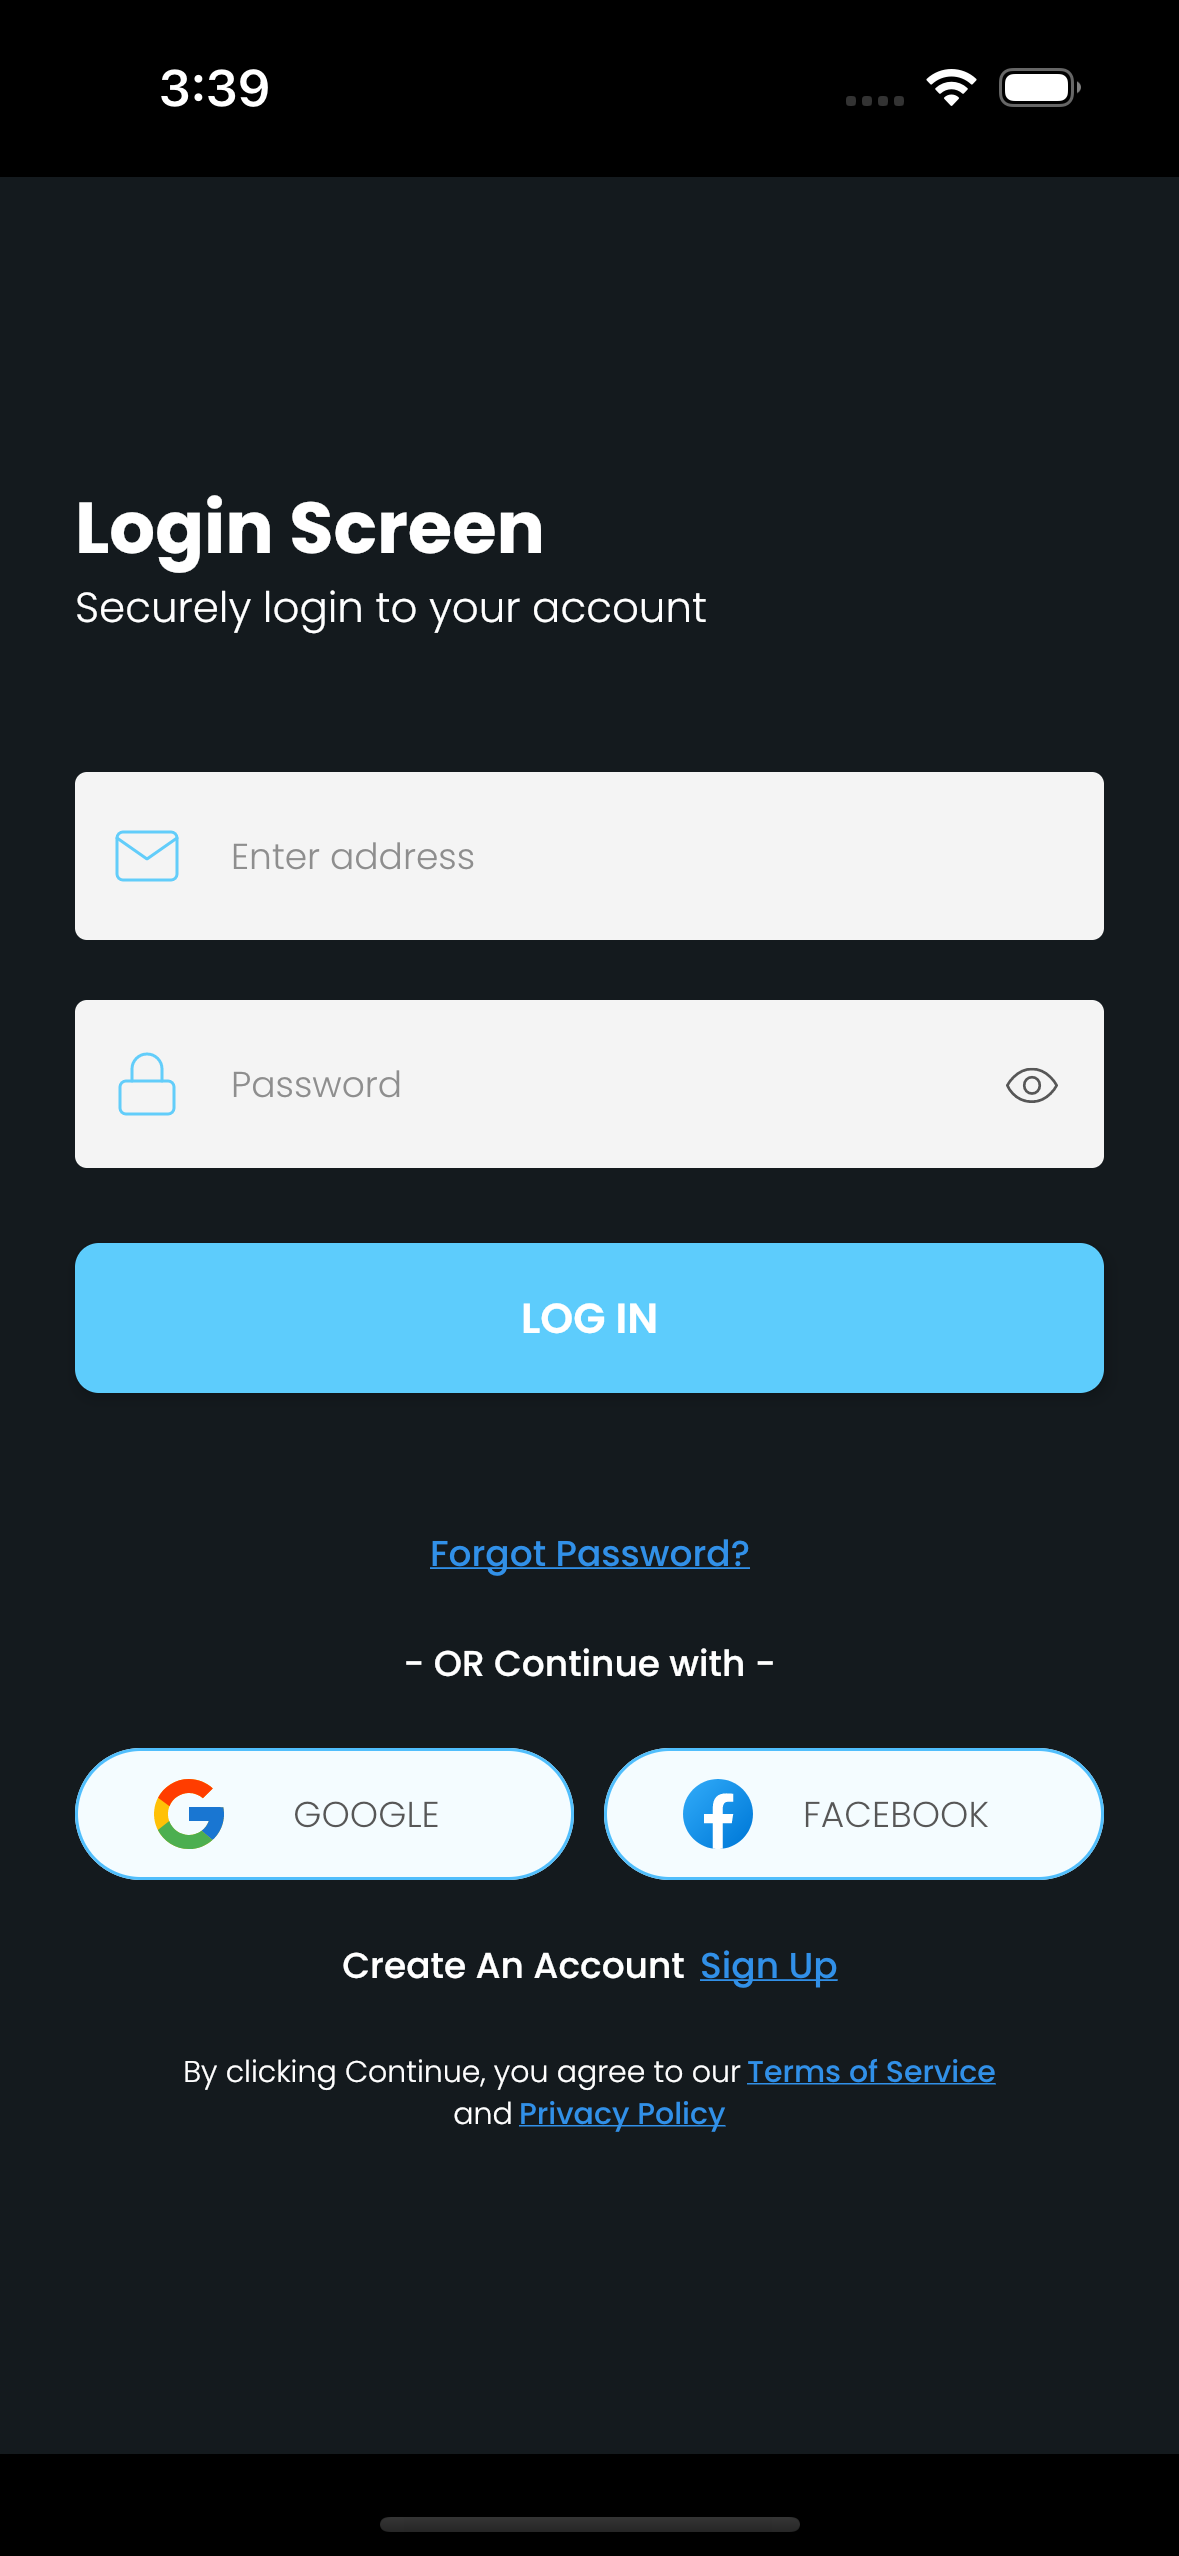 3:39
Login Screen
Securely login to your account
Enter address
Password
LOG IN
Forgot Password?
- OR Continue with -
GOOGLE
FACEBOOK
Create An Account Sign Up
By clicking Continue, you agree to our Terms of Service
and Privacy Policy